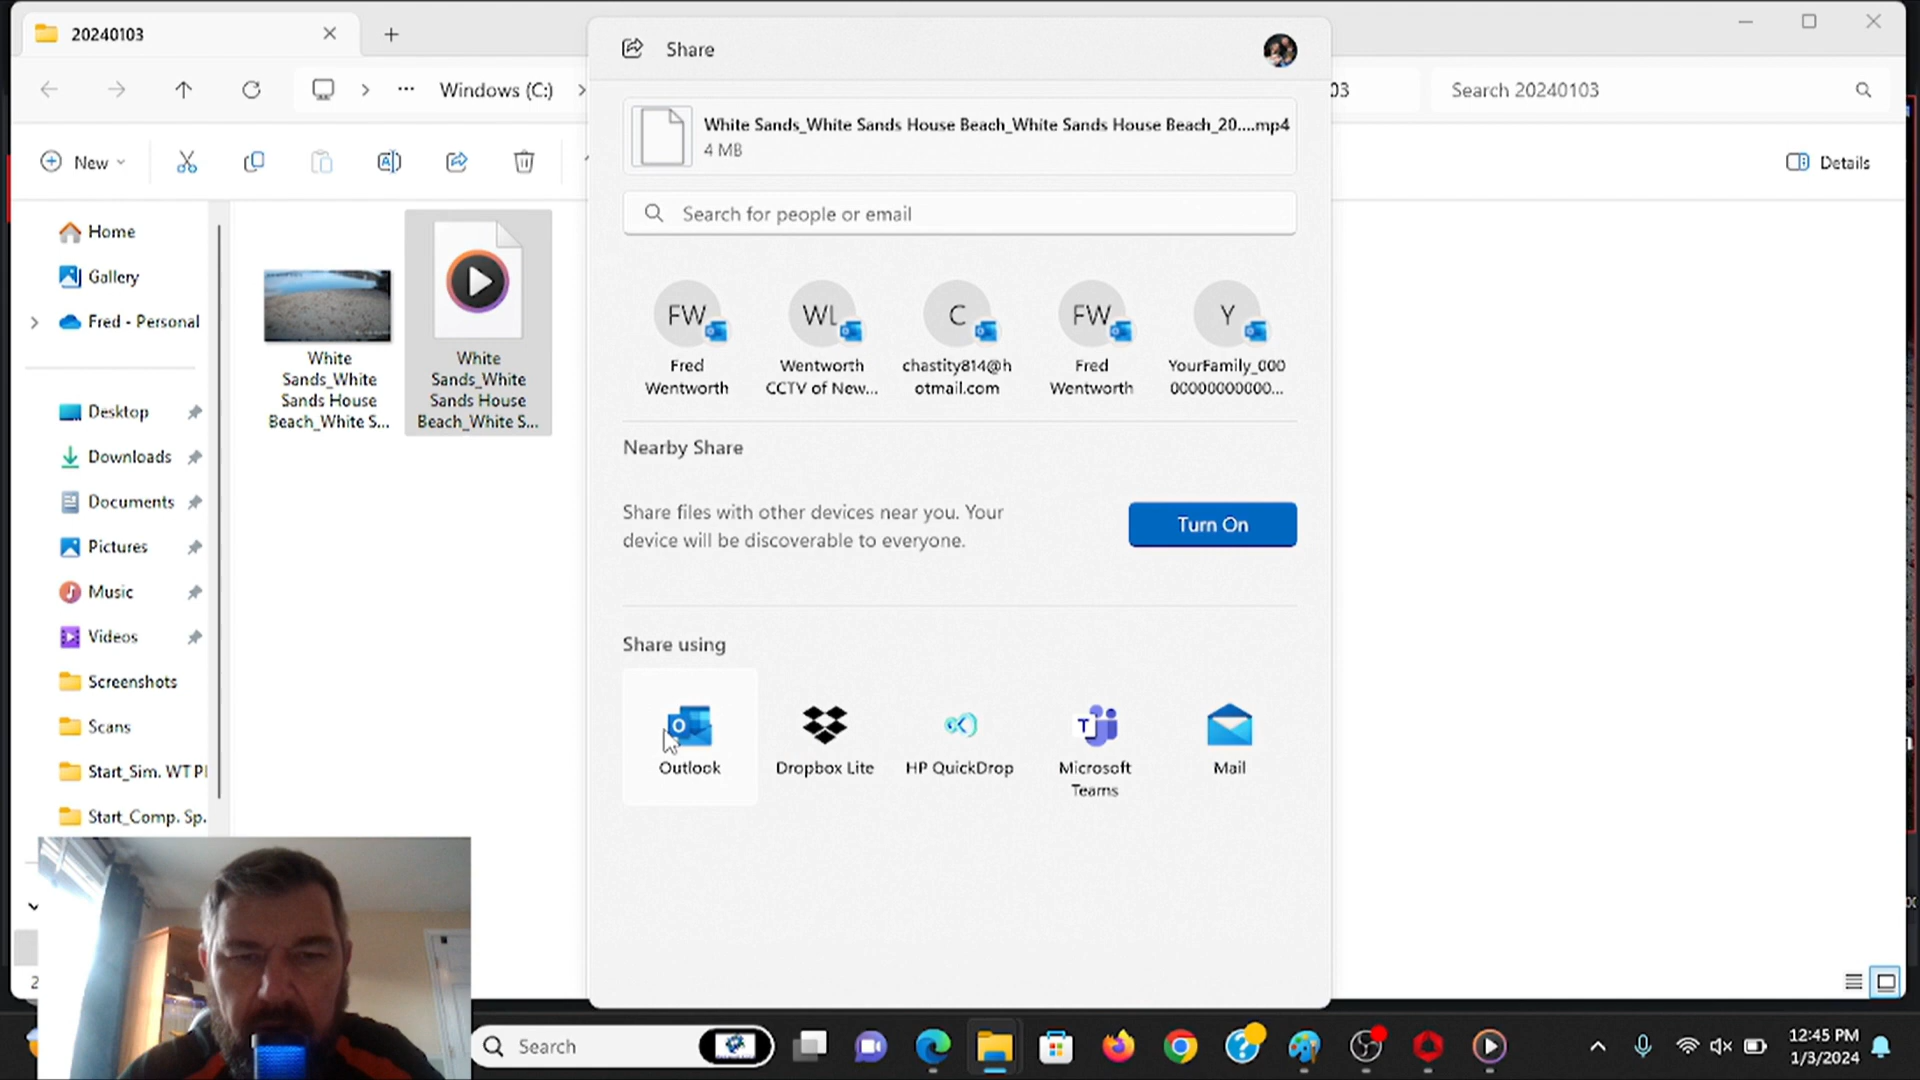 20240103
Windows (C:)
03
Search 20240103
New
Details
Home
Gallery
Fred - Personal
Desktop
Downloads
Documents
Pictures
Music
Videos
Screenshots
Scans
Start_Sim. WT P
Start_Comp. Sp.
White
Sands_White
Sands House
Beach_White S...
White
Sands_White
Sands House
Beach_White S...
Share
White Sands_White Sands House Beach_White Sands House Beach_20....mp4
4 MB
Search for people or email
FW
WL
C
FW
Y
Fred
Wentworth
Wentworth
CCTV of New...
chastity814@h
otmail.com
Fred
Wentworth
YourFamily_000
0000000000000...
Nearby Share
Share files with other devices near you. Your
device will be discoverable to everyone.
Turn On
Share using
Outlook
Dropbox Lite
HP QuickDrop
Microsoft
Teams
Mail
2
Search
12:45 PM
1/3/2024